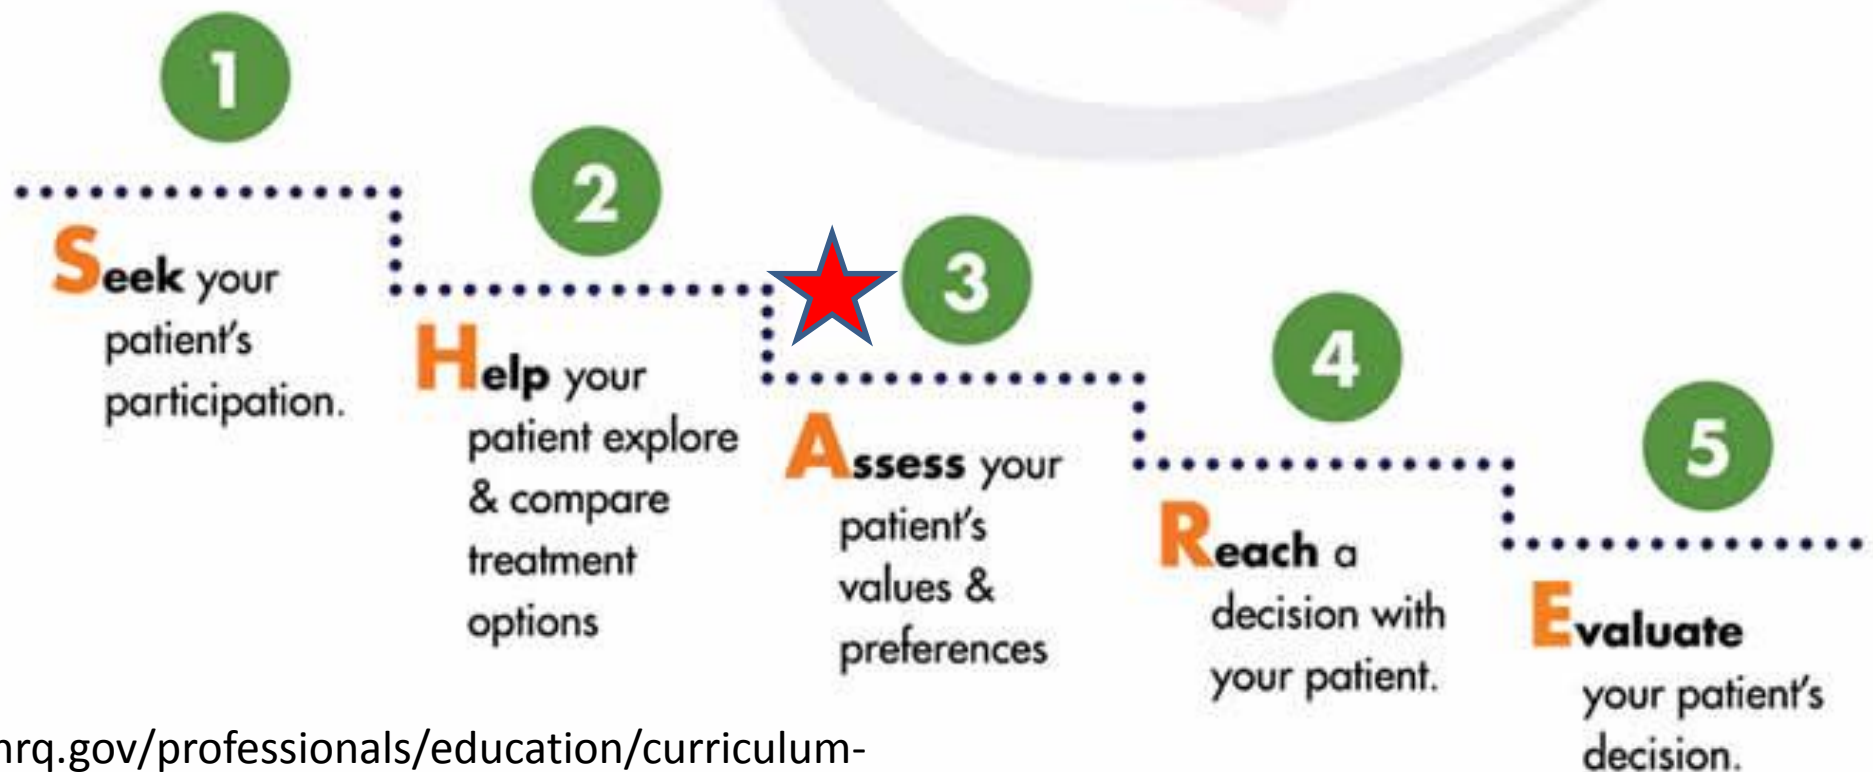 1
Seek your
patient's
participation.
2
Help your
patient explore
& compare
treatment
options
3
Assess your
patient's
values &
preferences
4
Reach a
decision with
your patient.
5
Evaluate
your patient's
decision.
hrq.gov/professionals/education/curriculum-